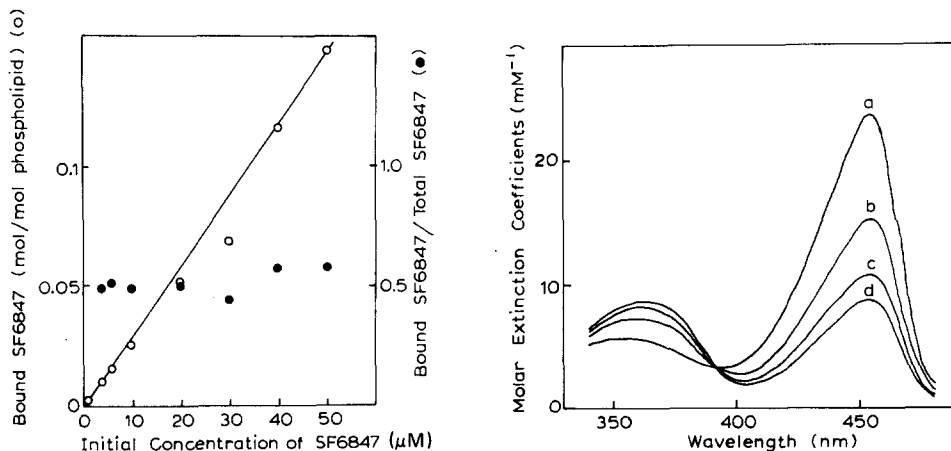 Bound SF6847 (mol/mol phospholipid) (o)
0.1
0.05
0
0 10 20 30 40 50 60
Initial Concentration of SF6847 (μM)
1.0
0.5
Bound SF6847/Total SF6847 (●)
Molar Extinction Coefficients (mM⁻¹)
20
10
0
a
b
c
d
350 400 450
Wavelength (nm)